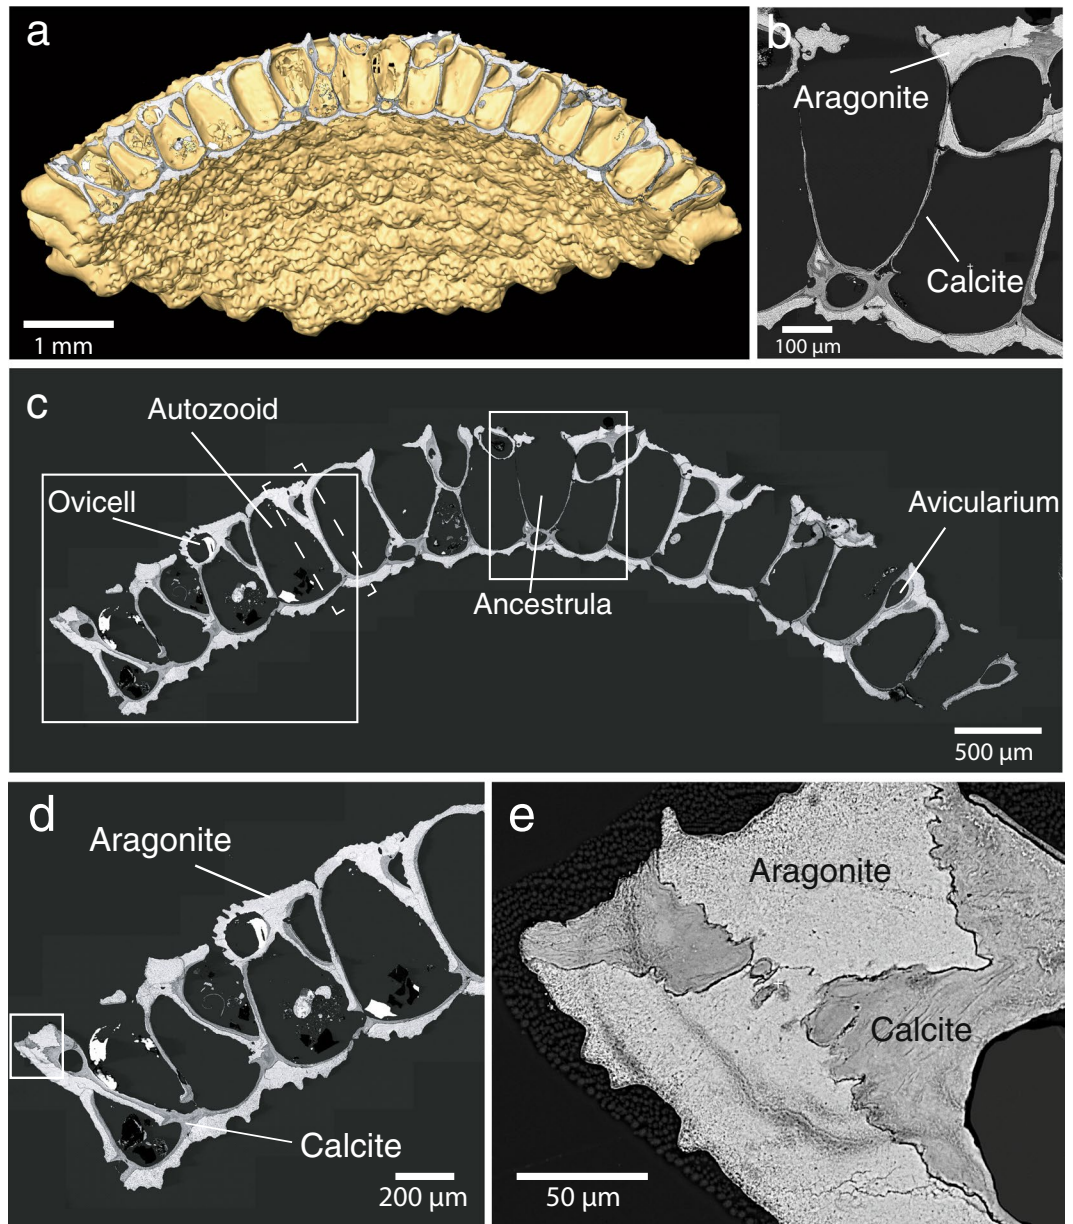 a
1 mm
b
Aragonite
Calcite
100 µm
c
Autozooid
Ovicell
Avicularium
Ancestrula
500 µm
d
Aragonite
Calcite
200 µm
e
Aragonite
Calcite
50 µm